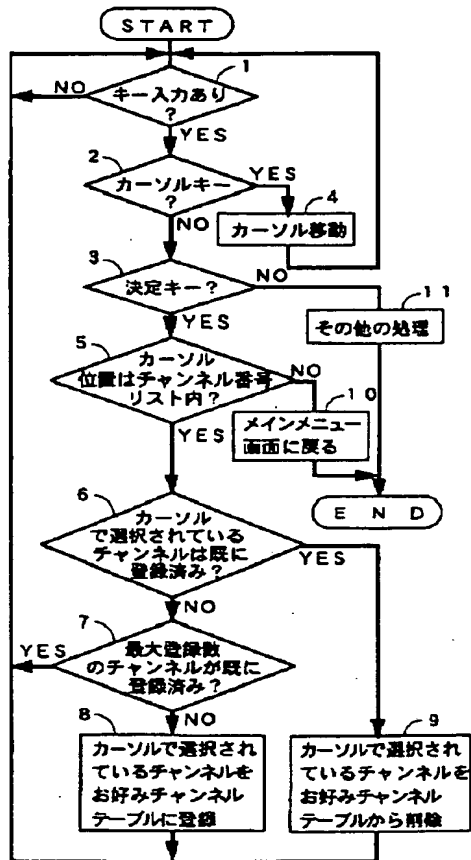 START
1
キー入力あり
?
NO
YES
2
カーソルキー
?
YES
NO
4
カーソル移動
3
決定キー?
NO
YES
11
その他の処理
5
カーソル
位置はチャンネル番号
リスト内?
NO
YES
10
メインメニュー
画面に戻る
END
6
カーソル
で選択されている
チャンネルは既に
登録済み?
YES
NO
7
最大登録数
のチャンネルが既に
登録済み?
YES
NO
8
カーソルで選択され
ているチャンネルを
お好みチャンネル
テーブルに登録
9
カーソルで選択され
ているチャンネルを
お好みチャンネル
テーブルから削除